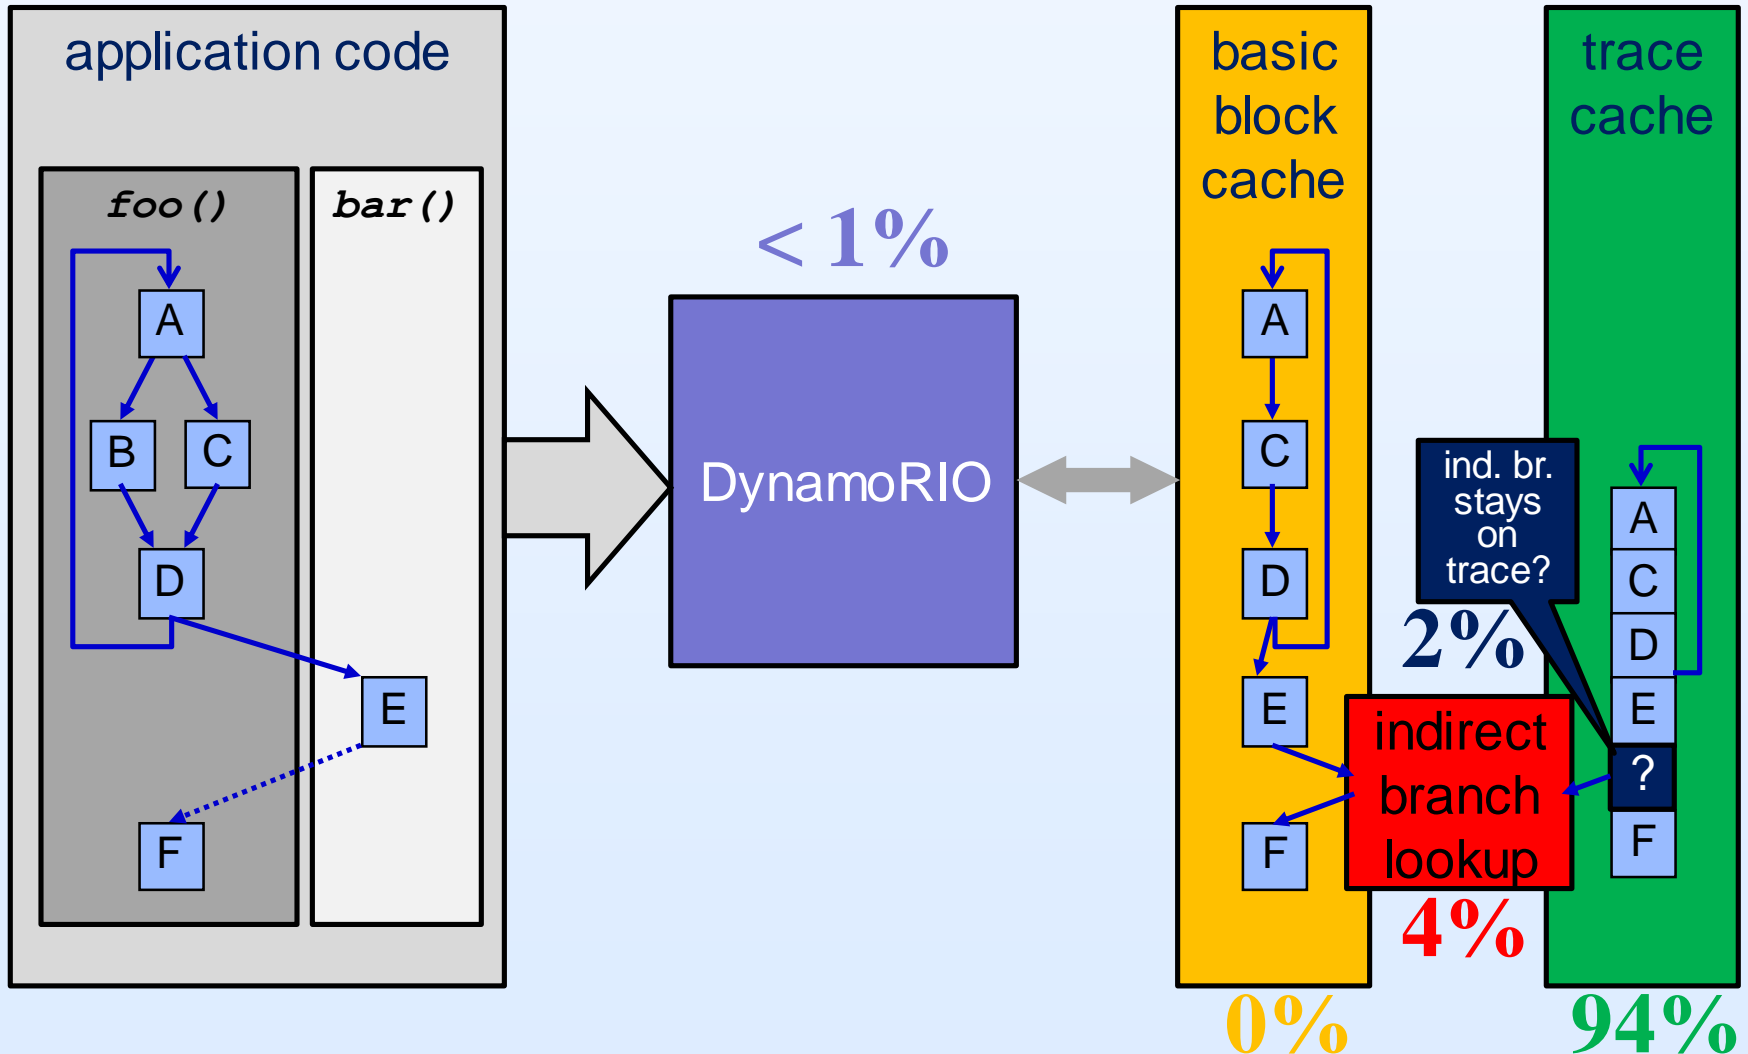 application code
foo()
bar()
A
B
C
D
E
F
< 1%
DynamoRIO
basic
block
cache
A
C
D
E
F
0%
indirect
branch
lookup
4%
2%
ind. br.
stays
on
trace?
trace
cache
A
C
D
E
?
F
94%